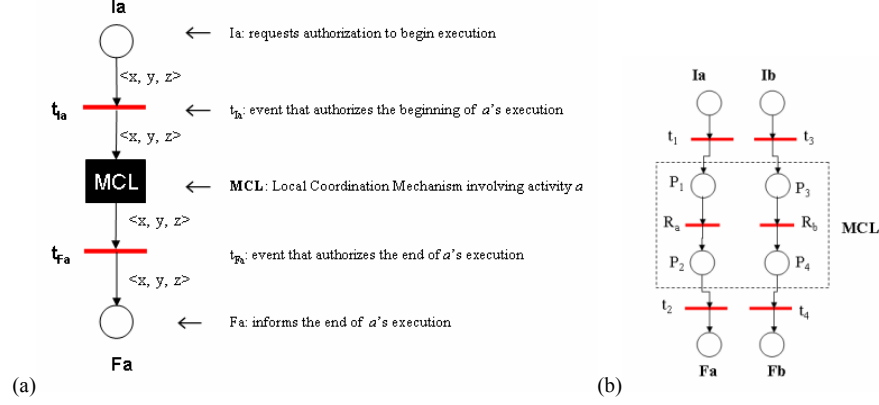 Ia
← Ia: requests authorization to begin execution
<x, y, z>
tIa
← tIa: event that authorizes the beginning of a's execution
<x, y, z>
MCL
← MCL: Local Coordination Mechanism involving activity a
<x, y, z>
tFa
tFa: event that authorizes the end of a's execution
<x, y, z>
← Fa: informs the end of a's execution
Fa
(a)
Ia Ib
t1 t3
P1 P3
Ra Rb MCL
P2 P4
t2 t4
Fa Fb
(b)